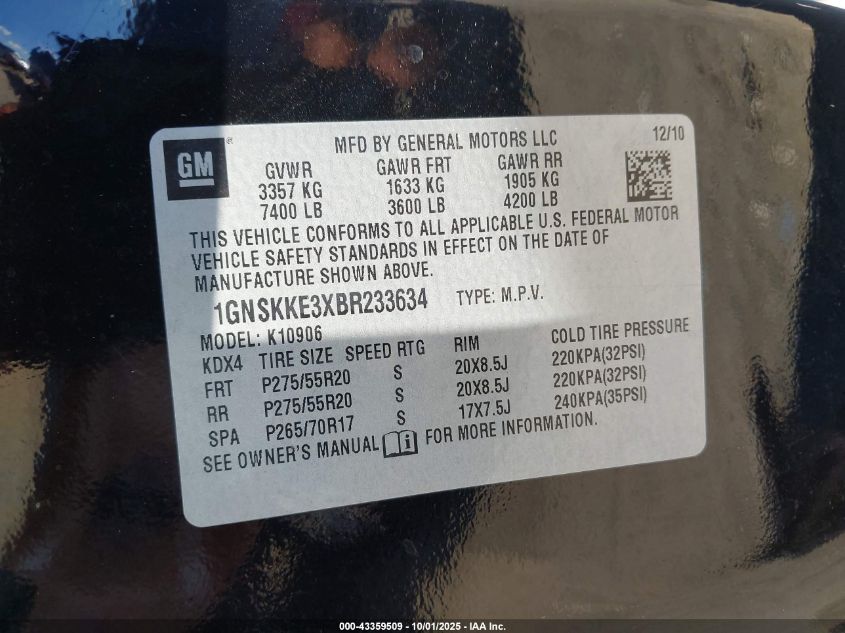 GM
MFD BY GENERAL MOTORS LLC 12/10
GVWR GAWR FRT GAWR RR
3357 KG 1633 KG 1905 KG
7400 LB 3600 LB 4200 LB
THIS VEHICLE CONFORMS TO ALL APPLICABLE U.S. FEDERAL MOTOR
VEHICLE SAFETY STANDARDS IN EFFECT ON THE DATE OF
MANUFACTURE SHOWN ABOVE.
1GNSKKE3XBR233634 TYPE: M.P.V.
MODEL: K10906
KDX4 TIRE SIZE SPEED RTG RIM COLD TIRE PRESSURE
FRT P275/55R20 S 20X8.5J 220KPA(32PSI)
RR P275/55R20 S 20X8.5J 220KPA(32PSI)
SPA P265/70R17 S 17X7.5J 240KPA(35PSI)
SEE OWNER'S MANUAL FOR MORE INFORMATION.
000-43359509 - 10/01/2025 - IAA Inc.